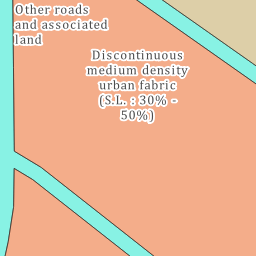 Other roads
and associated
land
Discontinuous
medium density
urban fabric
(S.L. : 30% -
50%)